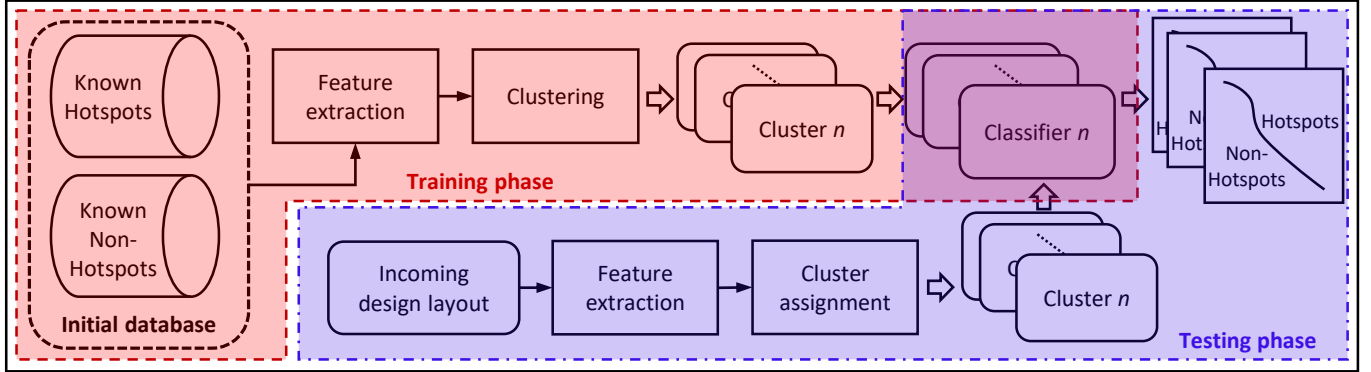 Known
Hotspots
Known
Non-
Hotspots
Initial database
Feature
extraction
Clustering
Cluster n
Training phase
Classifier n
Hotspots
Non-
Hotspots
Incoming
design layout
Feature
extraction
Cluster
assignment
Cluster n
Testing phase